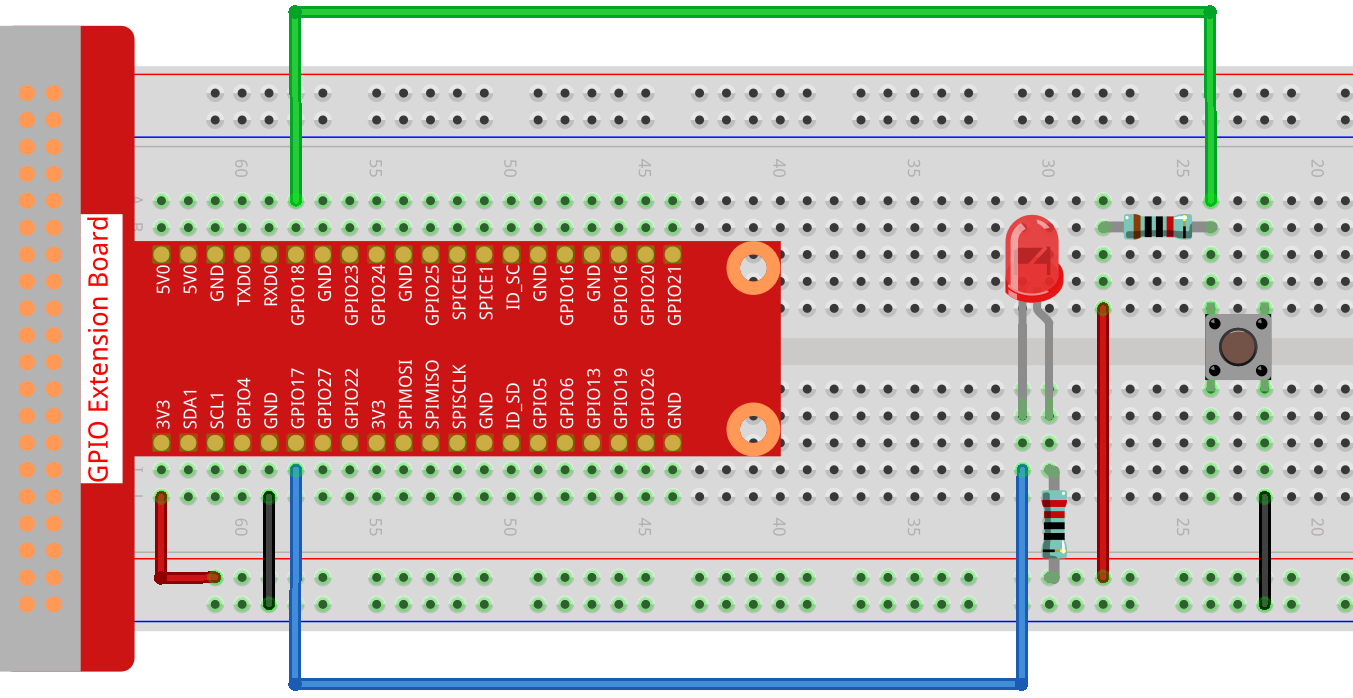 60 55 50 45 40 35 30 25 20
A
B
GPIO Extension Board
5V0
5V0
GND
TXD0
RXD0
GPIO18
GND
GPIO23
GPIO24
GND
GPIO25
SPICE0
SPICE1
ID_SC
GND
GPIO16
GND
GPIO16
GPIO20
GPIO21
3V3
SDA1
SCL1
GPIO4
GND
GPIO17
GPIO27
GPIO22
3V3
SPIMOSI
SPIMISO
SPISCLK
GND
ID_SD
GPIO5
GPIO6
GPIO13
GPIO19
GPIO26
GND
60 55 50 45 40 35 30 25 20